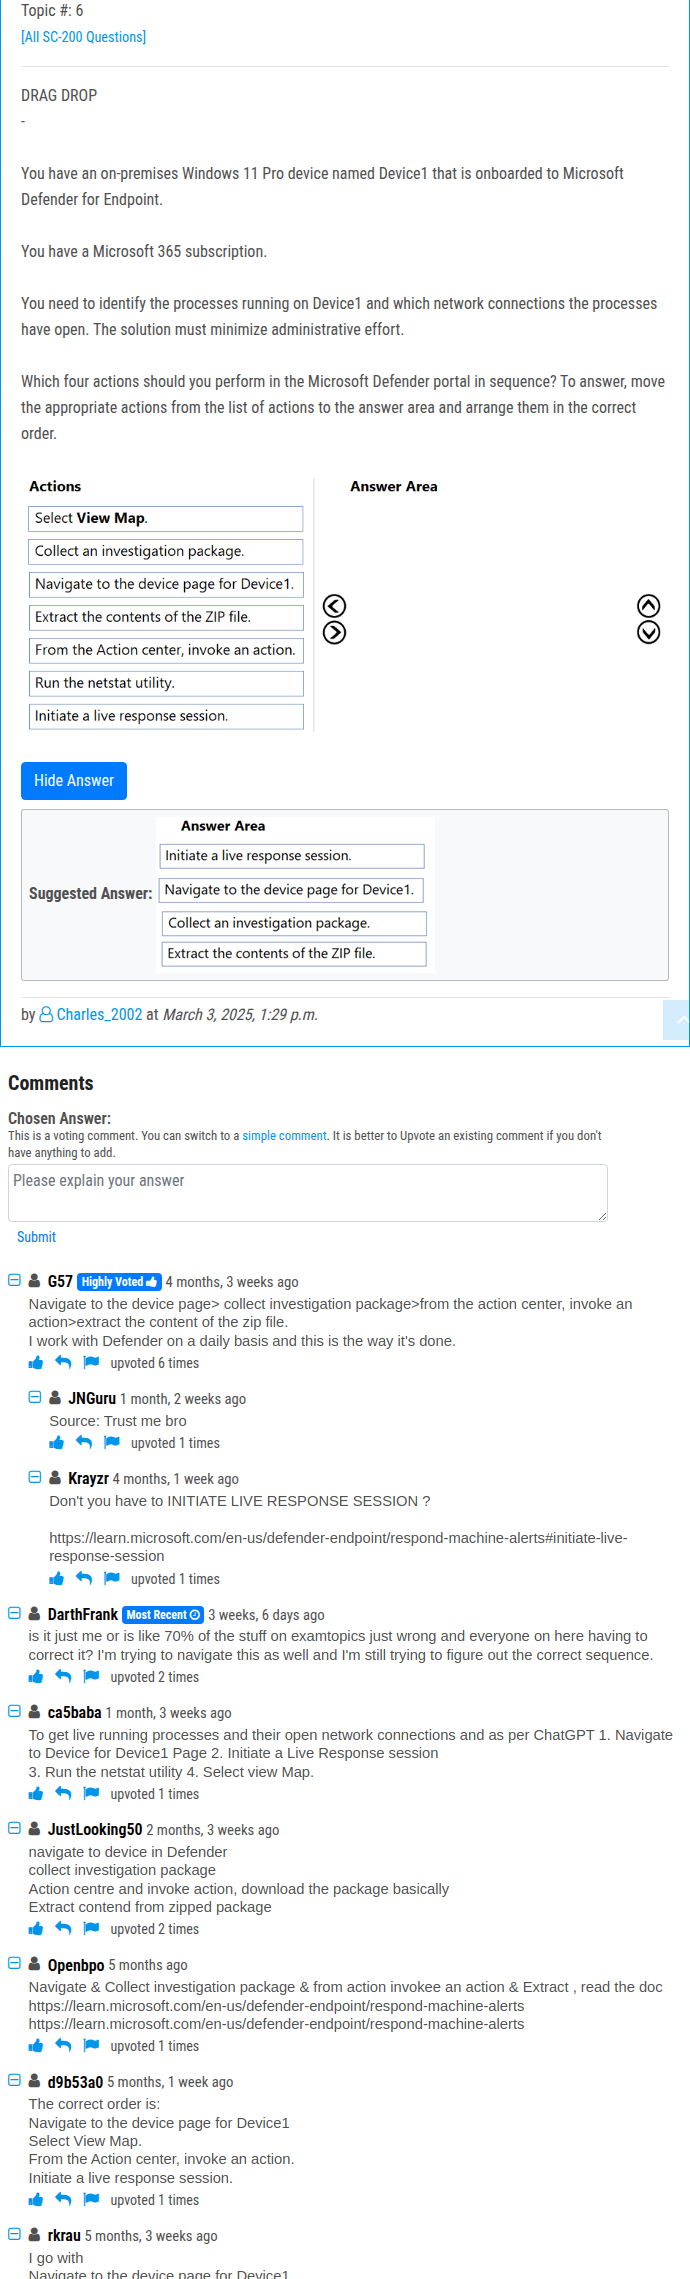 Topic #: 6
[All SC-200 Questions]
DRAG DROP
-
You have an on-premises Windows 11 Pro device named Device1 that is onboarded to Microsoft
Defender for Endpoint.
You have a Microsoft 365 subscription.
You need to identify the processes running on Device1 and which network connections the processes
have open. The solution must minimize administrative effort.
Which four actions should you perform in the Microsoft Defender portal in sequence? To answer, move
the appropriate actions from the list of actions to the answer area and arrange them in the correct
order.
Actions
Answer Area
Select View Map.
Collect an investigation package.
Navigate to the device page for Device1.
Extract the contents of the ZIP file.
From the Action center, invoke an action.
Run the netstat utility.
Initiate a live response session.
Hide Answer
Suggested Answer:
Answer Area
Initiate a live response session.
Navigate to the device page for Device1.
Collect an investigation package.
Extract the contents of the ZIP file.
by Charles_2002 at March 3, 2025, 1:29 p.m.
Comments
Chosen Answer:
This is a voting comment. You can switch to a simple comment. It is better to Upvote an existing comment if you don't
have anything to add.
Please explain your answer
Submit
G57 Highly Voted 4 months, 3 weeks ago
Navigate to the device page> collect investigation package>from the action center, invoke an
action>extract the content of the zip file.
I work with Defender on a daily basis and this is the way it's done.
upvoted 6 times
JNGuru 1 month, 2 weeks ago
Source: Trust me bro
upvoted 1 times
Krayzr 4 months, 1 week ago
Don't you have to INITIATE LIVE RESPONSE SESSION ?
https://learn.microsoft.com/en-us/defender-endpoint/respond-machine-alerts#initiate-live-
response-session
upvoted 1 times
DarthFrank Most Recent 3 weeks, 6 days ago
is it just me or is like 70% of the stuff on examtopics just wrong and everyone on here having to
correct it? I'm trying to navigate this as well and I'm still trying to figure out the correct sequence.
upvoted 2 times
ca5baba 1 month, 3 weeks ago
To get live running processes and their open network connections and as per ChatGPT 1. Navigate
to Device for Device1 Page 2. Initiate a Live Response session
3. Run the netstat utility 4. Select view Map.
upvoted 1 times
JustLooking50 2 months, 3 weeks ago
navigate to device in Defender
collect investigation package
Action centre and invoke action, download the package basically
Extract contend from zipped package
upvoted 2 times
Openbpo 5 months ago
Navigate & Collect investigation package & from action invokee an action & Extract , read the doc
https://learn.microsoft.com/en-us/defender-endpoint/respond-machine-alerts
https://learn.microsoft.com/en-us/defender-endpoint/respond-machine-alerts
upvoted 1 times
d9b53a0 5 months, 1 week ago
The correct order is:
Navigate to the device page for Device1
Select View Map.
From the Action center, invoke an action.
Initiate a live response session.
upvoted 1 times
rkrau 5 months, 3 weeks ago
I go with
Navigate to the device page for Device1